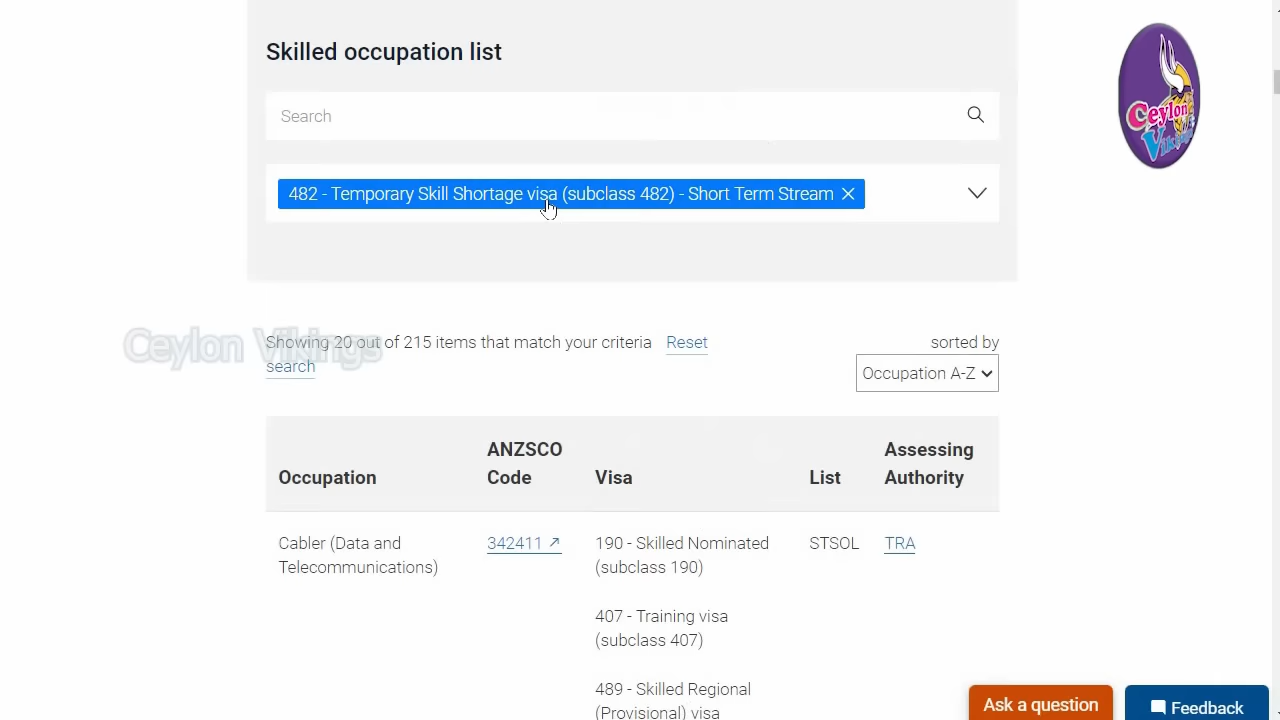 Skilled occupation list
Ceylon
Vikings
Search
482 - Temporary Skill Shortage visa (subclass 482) - Short Term Stream
Ceylon Vikings
Showing 20 out of 215 items that match your criteria Reset
search
sorted by
Occupation A-Z
Occupation
ANZSCO
Code
Visa
List
Assessing
Authority
Cabler (Data and
Telecommunications)
342411
190 - Skilled Nominated
(subclass 190)
407 - Training visa
(subclass 407)
489 - Skilled Regional
(Provisional) visa
STSOL
TRA
Ask a question
Feedback